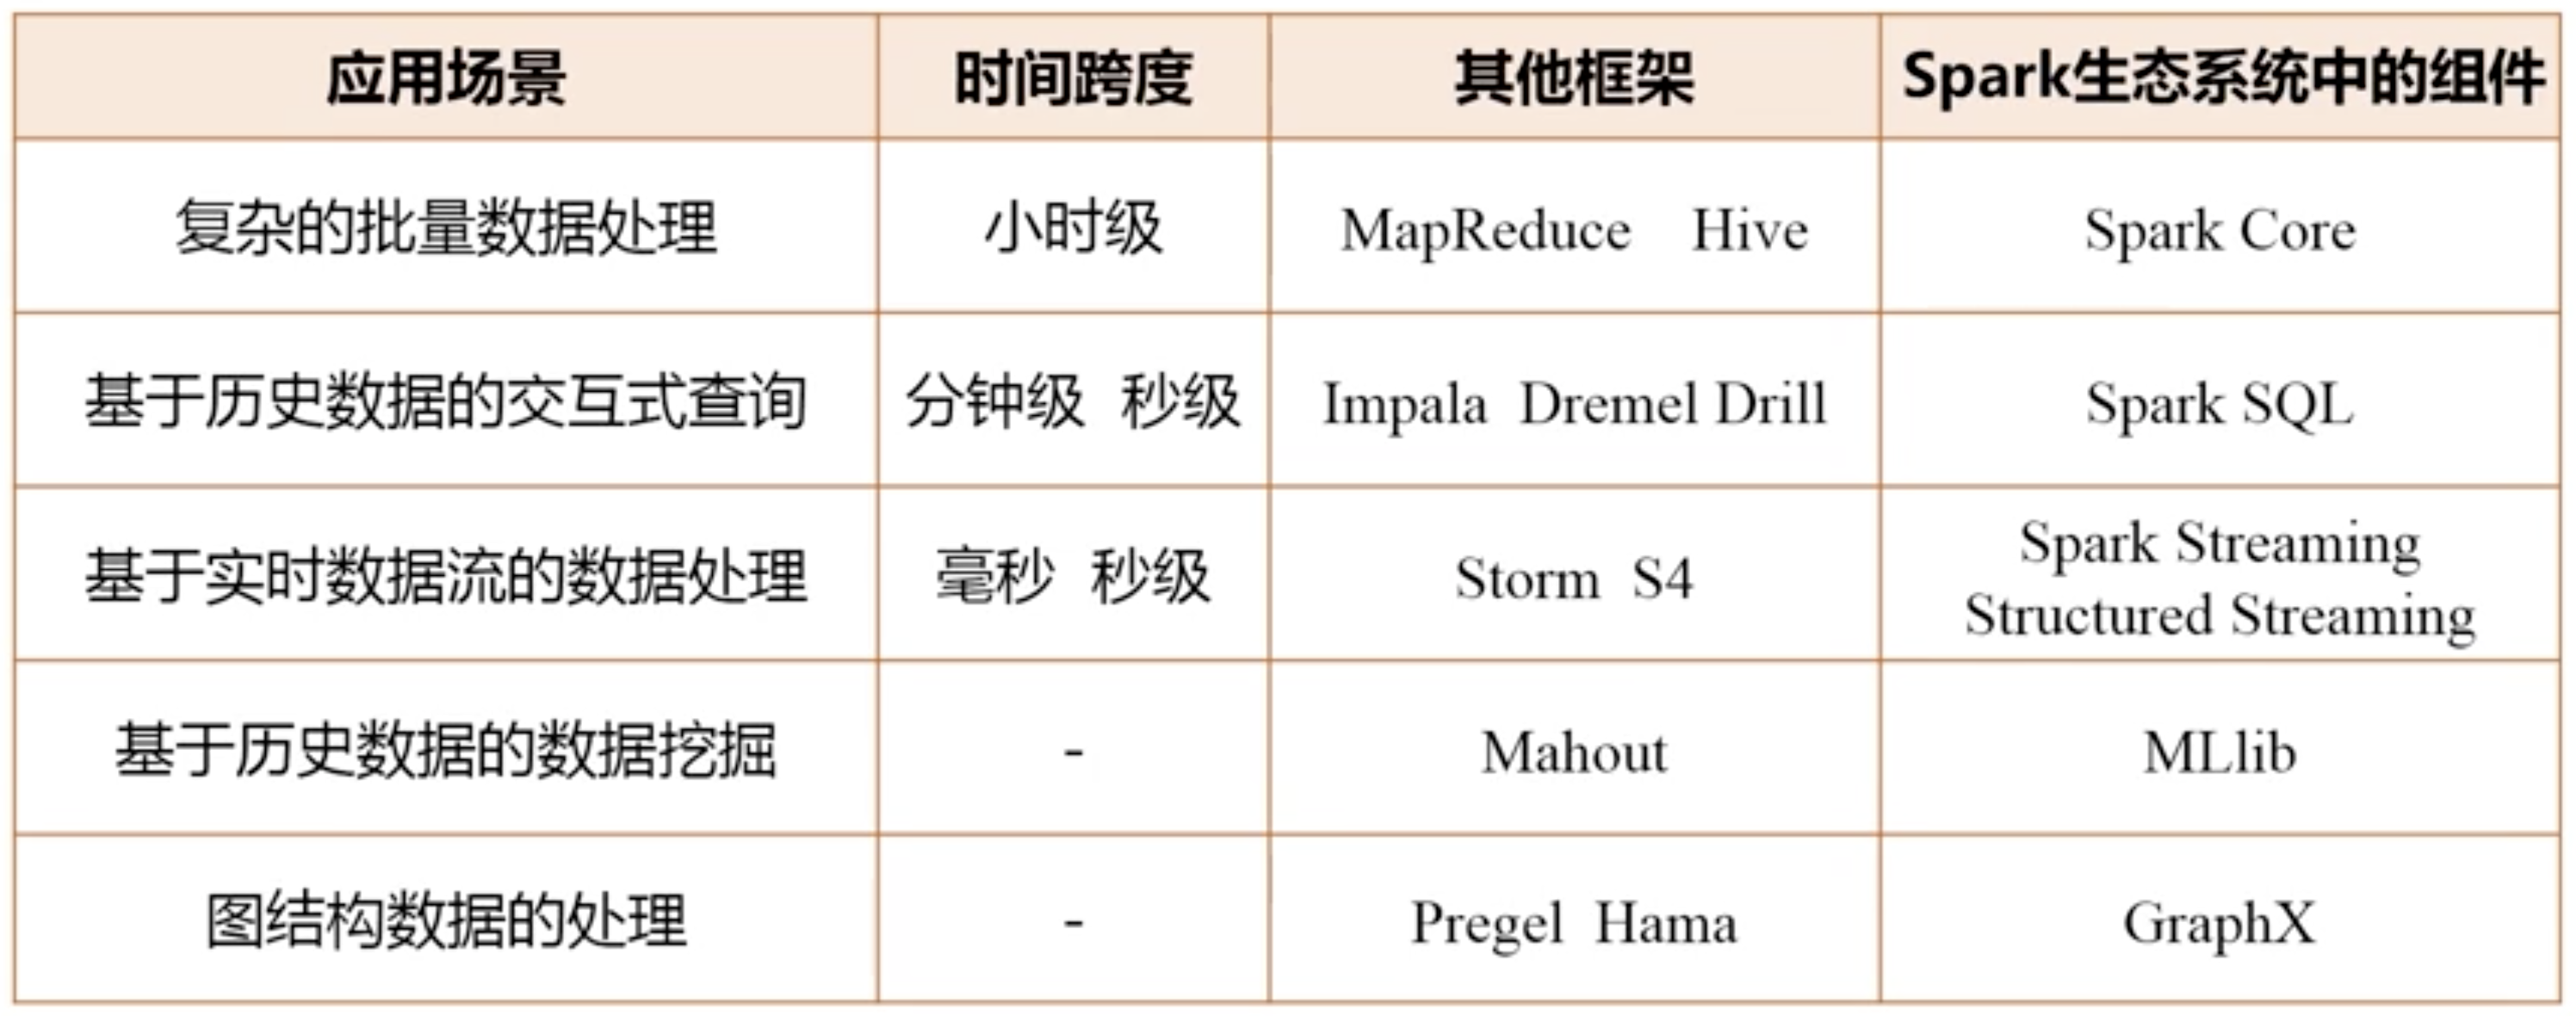 应用场景 时间跨度 其他框架 Spark生态系统中的组件
复杂的批量数据处理 小时级 MapReduce Hive Spark Core
基于历史数据的交互式查询 分钟级 秒级 Impala Dremel Drill Spark SQL
基于实时数据流的数据处理 毫秒 秒级 Storm S4 Spark Streaming
Structured Streaming
基于历史数据的数据挖掘 - Mahout MLlib
图结构数据的处理 - Pregel Hama GraphX